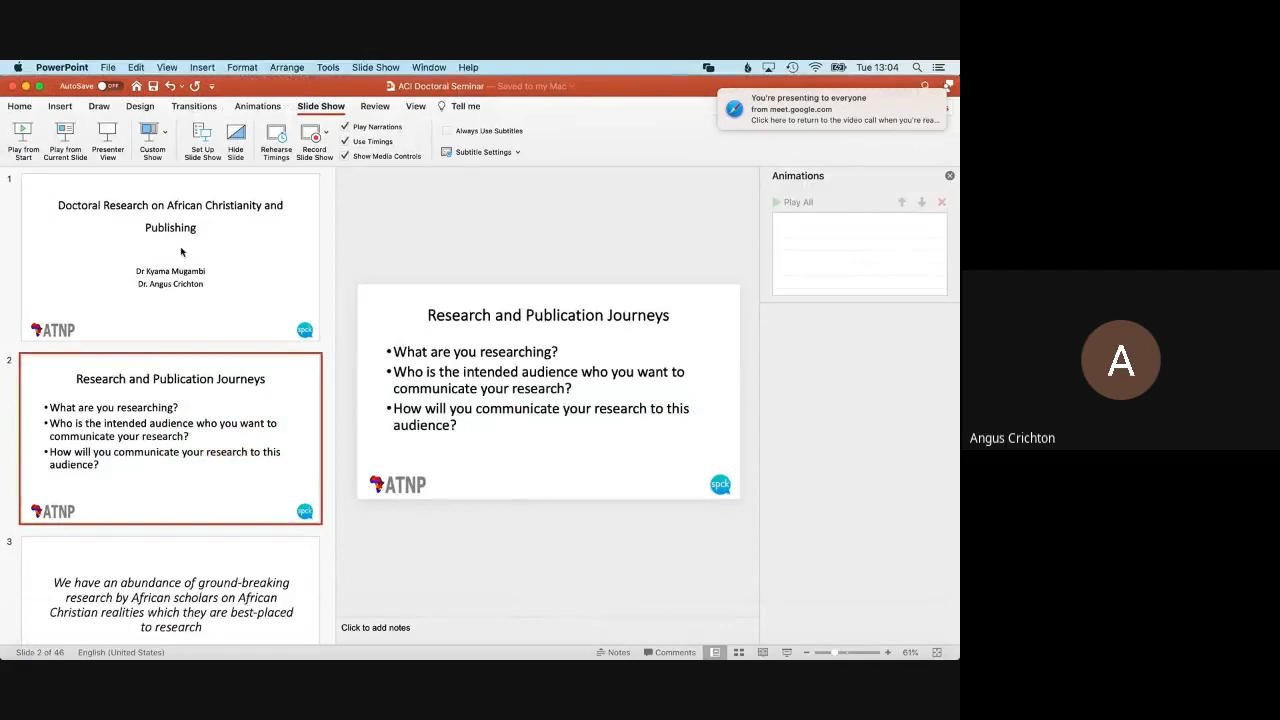 PowerPoint File Edit View Insert Format Arrange Tools Slide Show Window Help Tue 13:04
AutoSave OFF ACI Doctoral Seminar — Saved to my Mac
Home Insert Draw Design Transitions Animations Slide Show Review View Tell me
You're presenting to everyone
from meet.google.com
Click here to return to the video call when you're rea...
Play from Start
Play from Current Slide
Presenter View
Custom Show
Set Up Slide Show
Hide Slide
Rehearse Timings
Record Slide Show
Play Narrations
Use Timings
Show Media Controls
Always Use Subtitles
Subtitle Settings
1
Doctoral Research on African Christianity and
Publishing
Dr Kyama Mugambi
Dr. Angus Crichton
ATNP
spck
2
Research and Publication Journeys
•What are you researching?
•Who is the intended audience who you want to
communicate your research?
•How will you communicate your research to this
audience?
ATNP
spck
3
We have an abundance of ground-breaking
research by African scholars on African
Christian realities which they are best-placed
to research
Research and Publication Journeys
•What are you researching?
•Who is the intended audience who you want to
communicate your research?
•How will you communicate your research to this
audience?
ATNP
spck
Click to add notes
Animations
Play All
A
Angus Crichton
Slide 2 of 46 English (United States) Notes Comments 61%